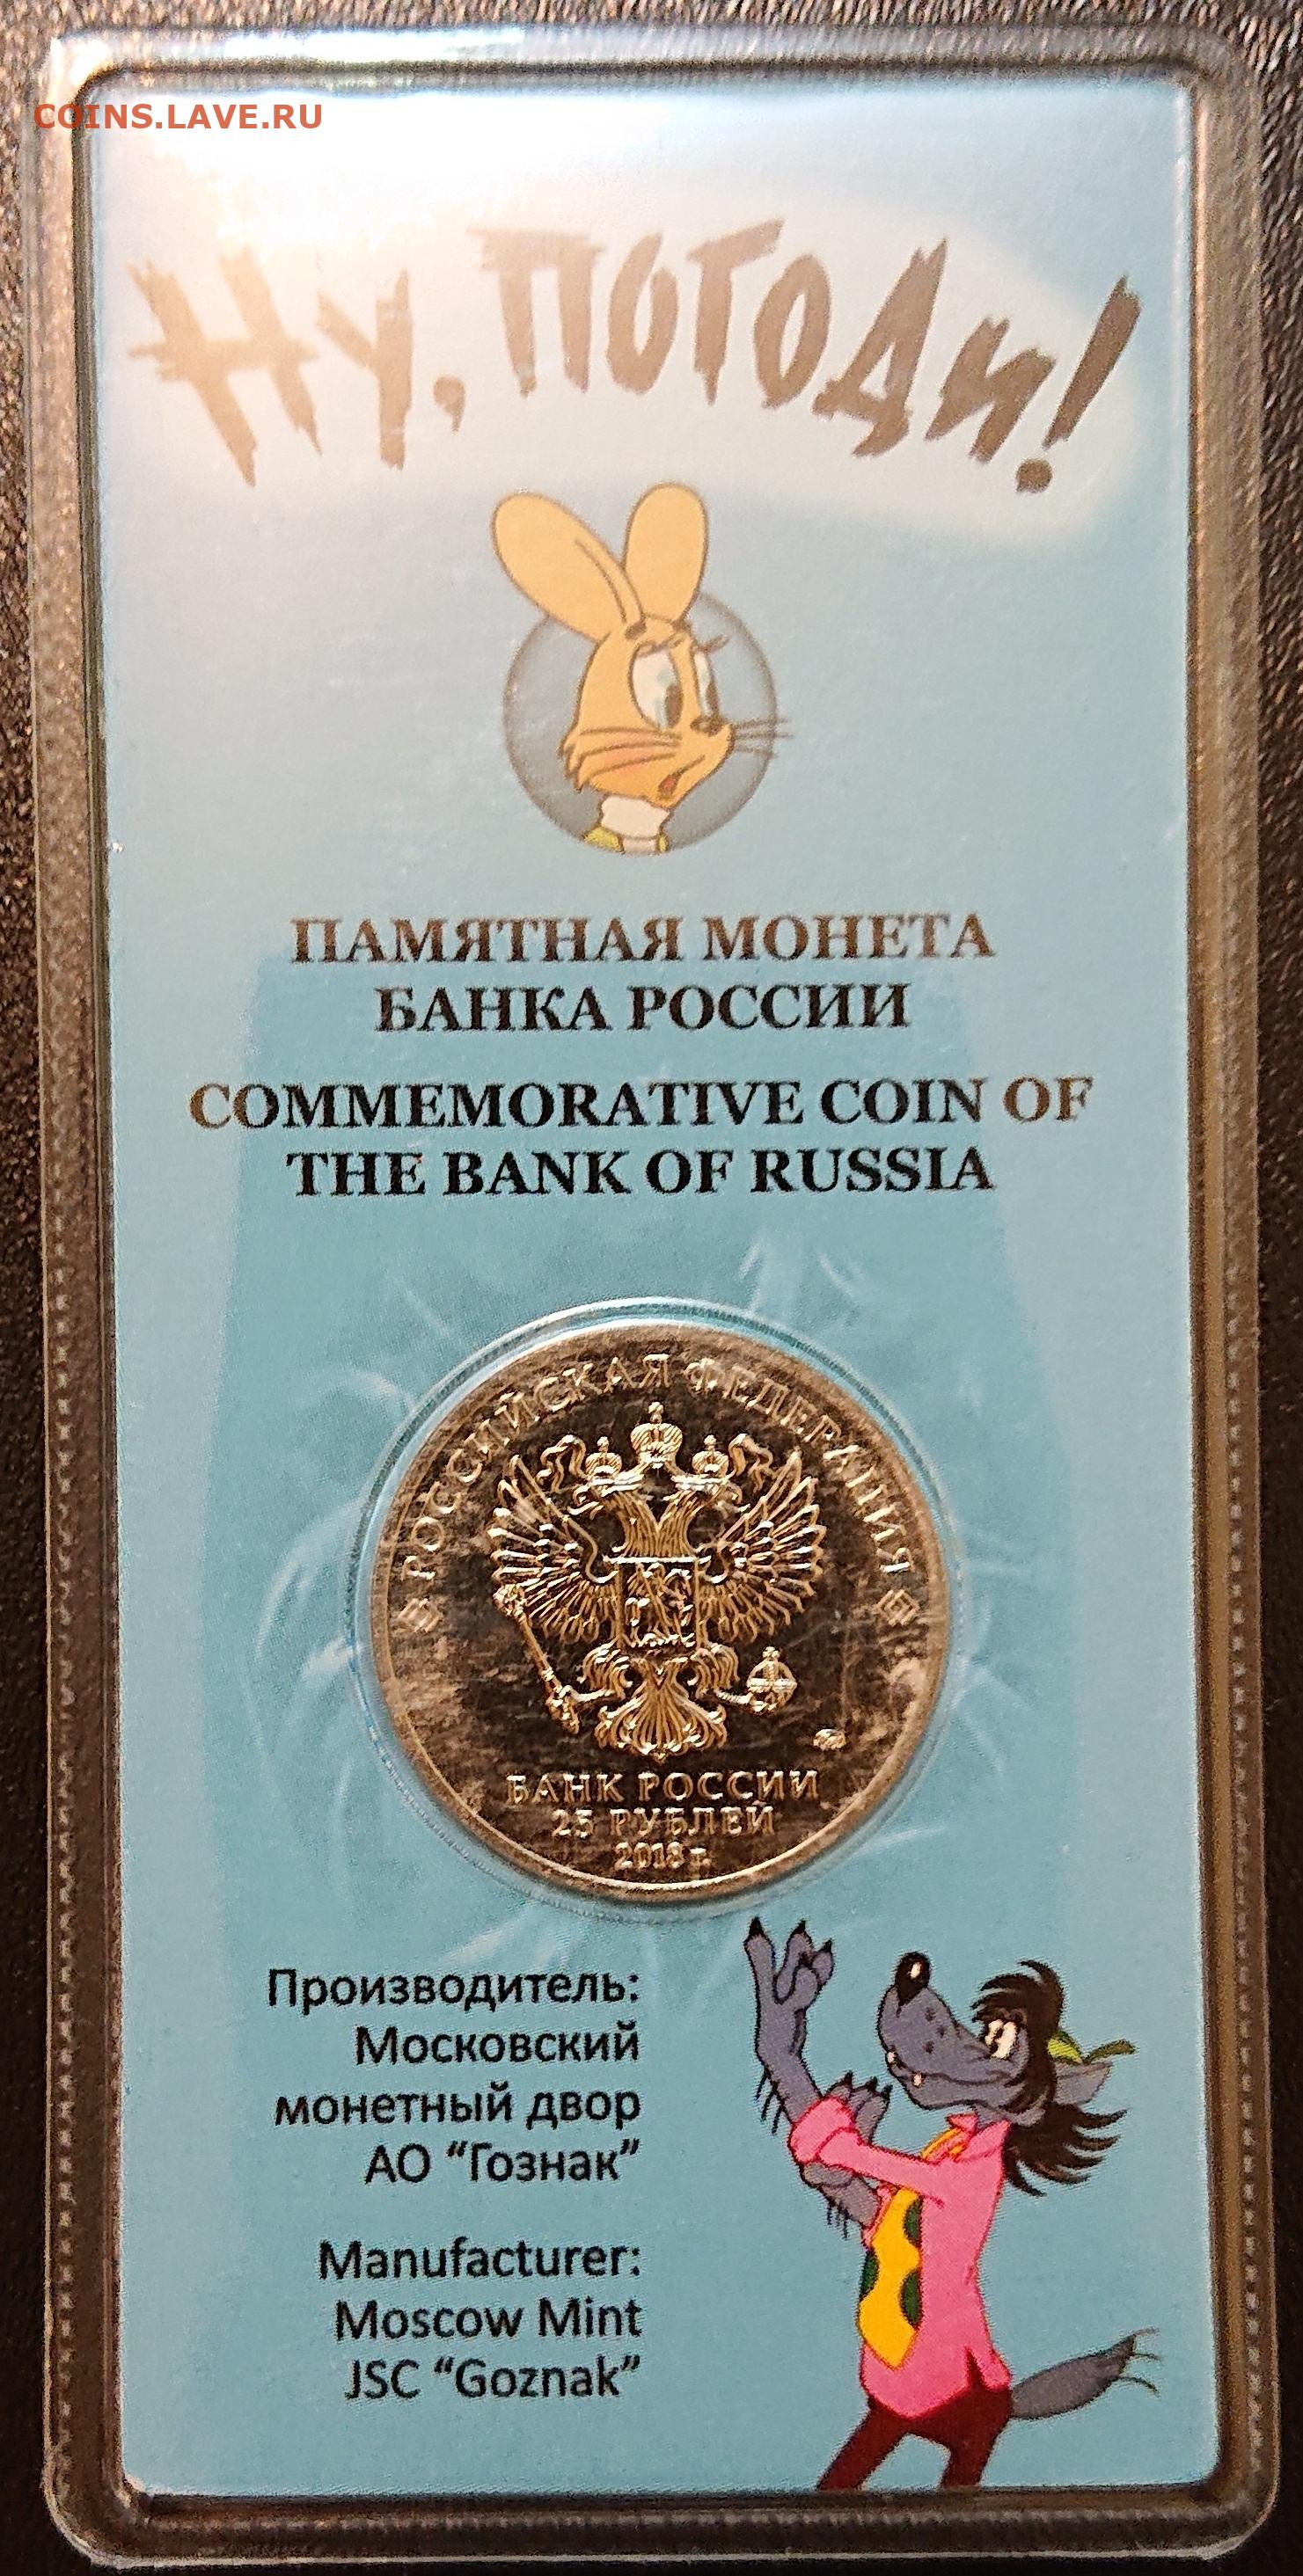 COINS.LAVE.RU
Ну, ПОГОДИ!
ПАМЯТНАЯ МОНЕТА
БАНКА РОССИИ
COMMEMORATIVE COIN OF
THE BANK OF RUSSIA
РОССИЙСКАЯ ФЕДЕРАЦИЯ
БАНК РОССИИ
25 РУБЛЕЙ
2018 г.
Производитель:
Московский
монетный двор
АО “Гознак”
Manufacturer:
Moscow Mint
JSC “Goznak”